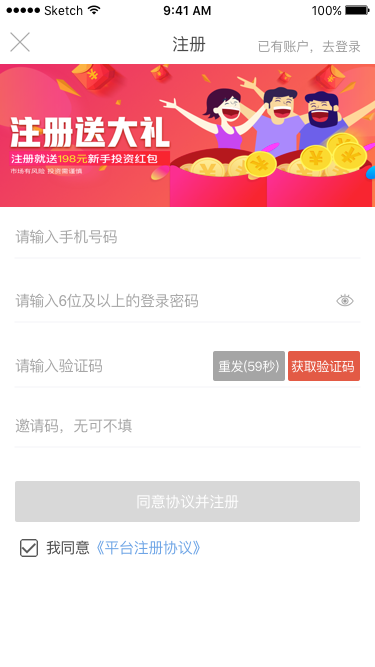 Sketch 9:41 AM 100%
注册 已有账户，去登录
注册送大礼
注册就送198元新手投资红包
市场有风险 投资需谨慎
请输入手机号码
请输入6位及以上的登录密码
请输入验证码 重发(59秒) 获取验证码
邀请码，无可不填
同意协议并注册
我同意《平台注册协议》